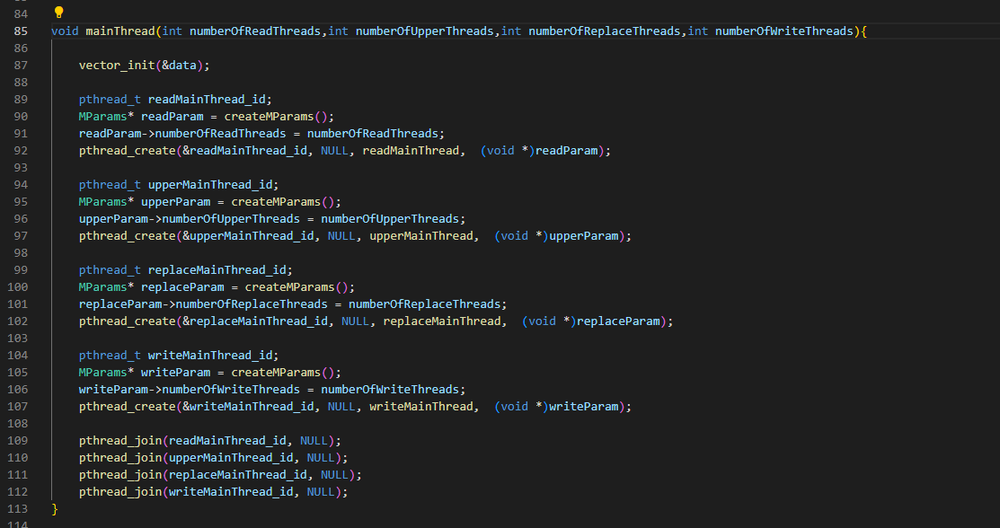 84
85 void mainThread(int numberOfReadThreads,int numberOfUpperThreads,int numberOfReplaceThreads,int numberOfWriteThreads){
86
87     vector_init(&data);
88
89     pthread_t readMainThread_id;
90     MParams* readParam = createMParams();
91     readParam->numberOfReadThreads = numberOfReadThreads;
92     pthread_create(&readMainThread_id, NULL, readMainThread,  (void *)readParam);
93
94     pthread_t upperMainThread_id;
95     MParams* upperParam = createMParams();
96     upperParam->numberOfUpperThreads = numberOfUpperThreads;
97     pthread_create(&upperMainThread_id, NULL, upperMainThread,  (void *)upperParam);
98
99     pthread_t replaceMainThread_id;
100     MParams* replaceParam = createMParams();
101     replaceParam->numberOfReplaceThreads = numberOfReplaceThreads;
102     pthread_create(&replaceMainThread_id, NULL, replaceMainThread,  (void *)replaceParam);
103
104     pthread_t writeMainThread_id;
105     MParams* writeParam = createMParams();
106     writeParam->numberOfWriteThreads = numberOfWriteThreads;
107     pthread_create(&writeMainThread_id, NULL, writeMainThread,  (void *)writeParam);
108
109     pthread_join(readMainThread_id, NULL);
110     pthread_join(upperMainThread_id, NULL);
111     pthread_join(replaceMainThread_id, NULL);
112     pthread_join(writeMainThread_id, NULL);
113 }
114